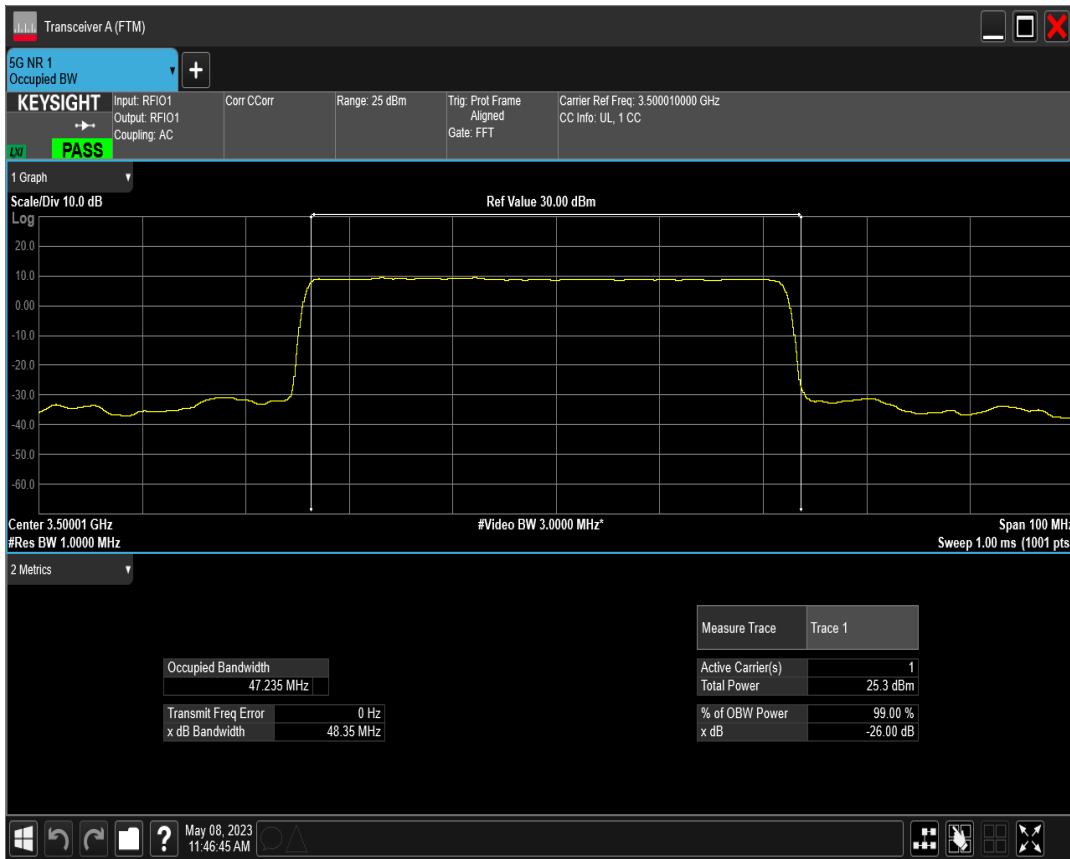 Transceiver A (FTM)
5G NR 1
Occupied BW
+
KEYSIGHT
LXI
PASS
Input: RFIO1
Output: RFIO1
Coupling: AC
Corr CCorr
Range: 25 dBm
Trig: Prot Frame
Aligned
Gate: FFT
Carrier Ref Freq: 3.500010000 GHz
CC Info: UL, 1 CC
1 Graph
Scale/Div 10.0 dB
Ref Value 30.00 dBm
Log
20.0
10.0
0.00
-10.0
-20.0
-30.0
-40.0
-50.0
-60.0
Center 3.50001 GHz
#Video BW 3.0000 MHz*
Span 100 MHz
#Res BW 1.0000 MHz
Sweep 1.00 ms (1001 pts
2 Metrics
Measure Trace Trace 1
Occupied Bandwidth
47.235 MHz
Active Carrier(s) 1
Total Power 25.3 dBm
Transmit Freq Error 0 Hz
x dB Bandwidth 48.35 MHz
% of OBW Power 99.00 %
x dB -26.00 dB
?
May 08, 2023
11:46:45 AM